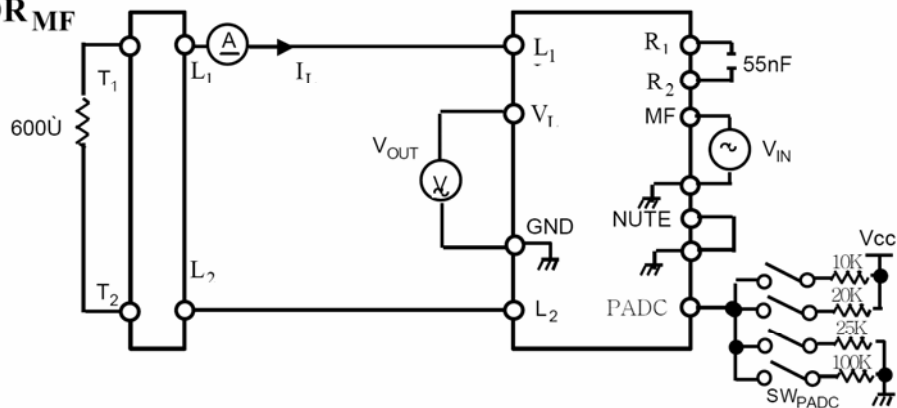 R MF
T1
600Ù
T2
L1
A
IL
L2
VOUT
V
L1
VL
GND
L2
R1
R2
55nF
MF
VIN
NUTE
PADC
Vcc
10K
20K
25K
100K
SWPADC